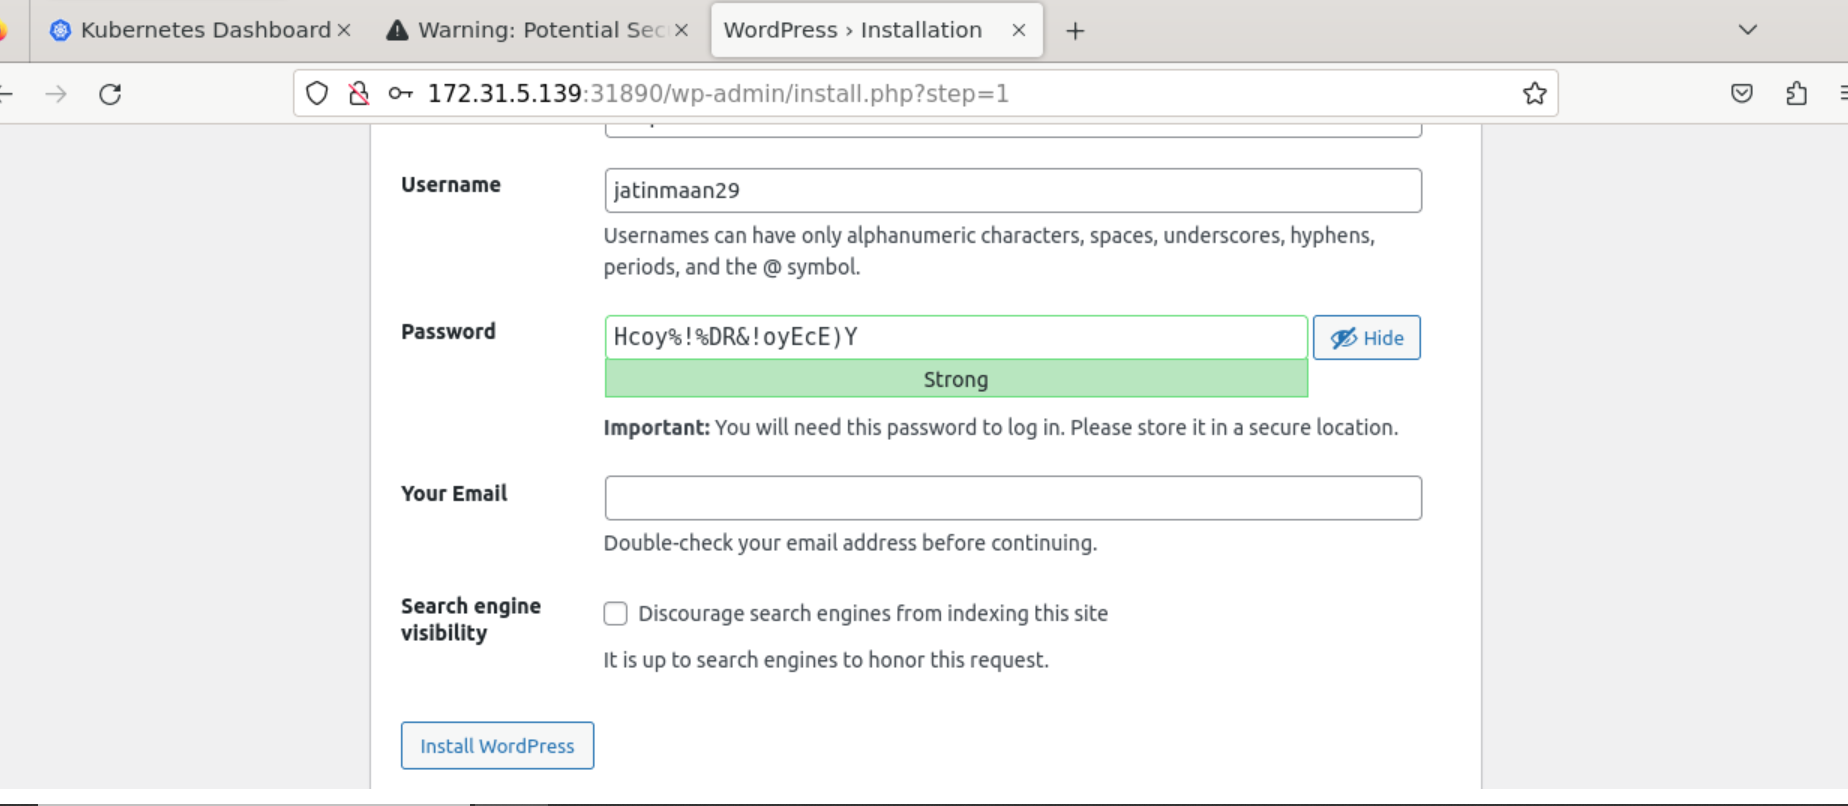 Kubernetes Dashboard
Warning: Potential Sec
WordPress › Installation
172.31.5.139:31890/wp-admin/install.php?step=1
Username
jatinmaan29
Usernames can have only alphanumeric characters, spaces, underscores, hyphens,
periods, and the @ symbol.
Password
Hcoy%!%DR&!oyEcE)Y
Hide
Strong
Important: You will need this password to log in. Please store it in a secure location.
Your Email
Double-check your email address before continuing.
Search engine
visibility
Discourage search engines from indexing this site
It is up to search engines to honor this request.
Install WordPress